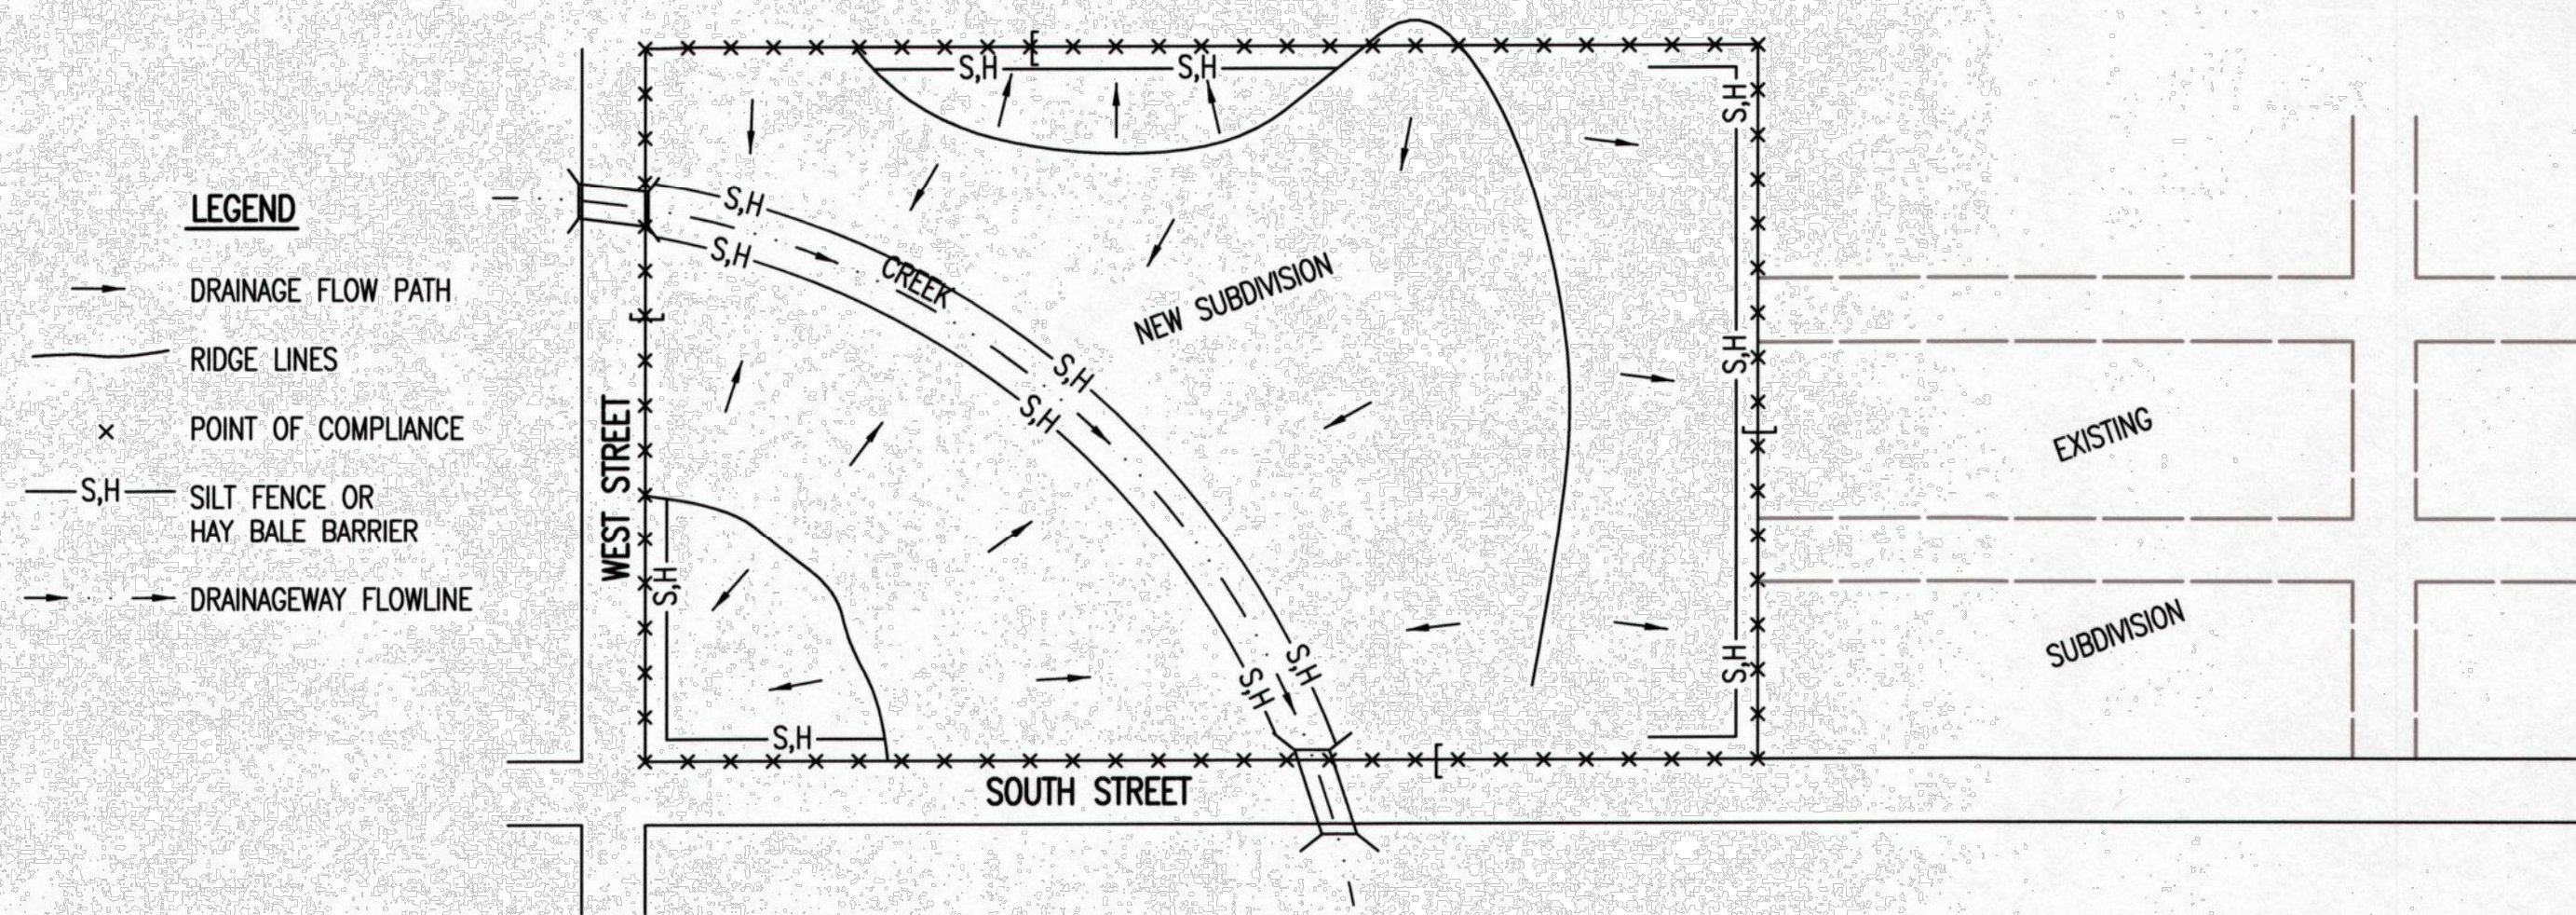 LEGEND
DRAINAGE FLOW PATH
RIDGE LINES
× POINT OF COMPLIANCE
S,H SILT FENCE OR
HAY BALE BARRIER
DRAINAGEWAY FLOWLINE
S,H
S,H
S,H
S,H
CREEK
S,H
S,H
S,H
S,H
NEW SUBDIVISION
S,H
S,H
S,H
S,H
S,H
WEST STREET
S,H
SOUTH STREET
EXISTING
SUBDIVISION